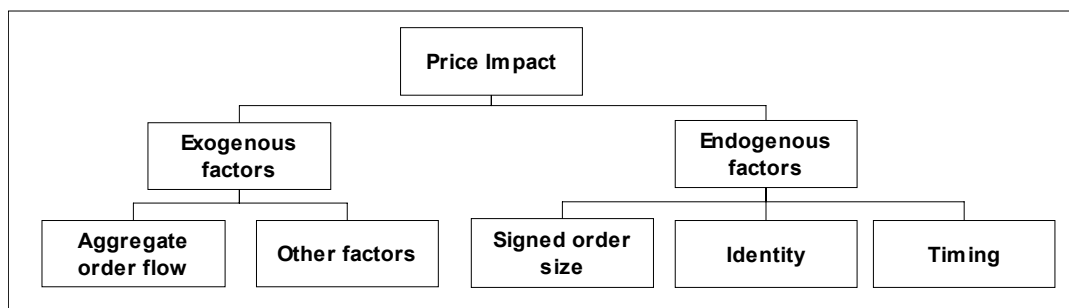 Price Impact
Exogenous
factors
Endogenous
factors
Aggregate
order flow
Other factors
Signed order
size
Identity
Timing